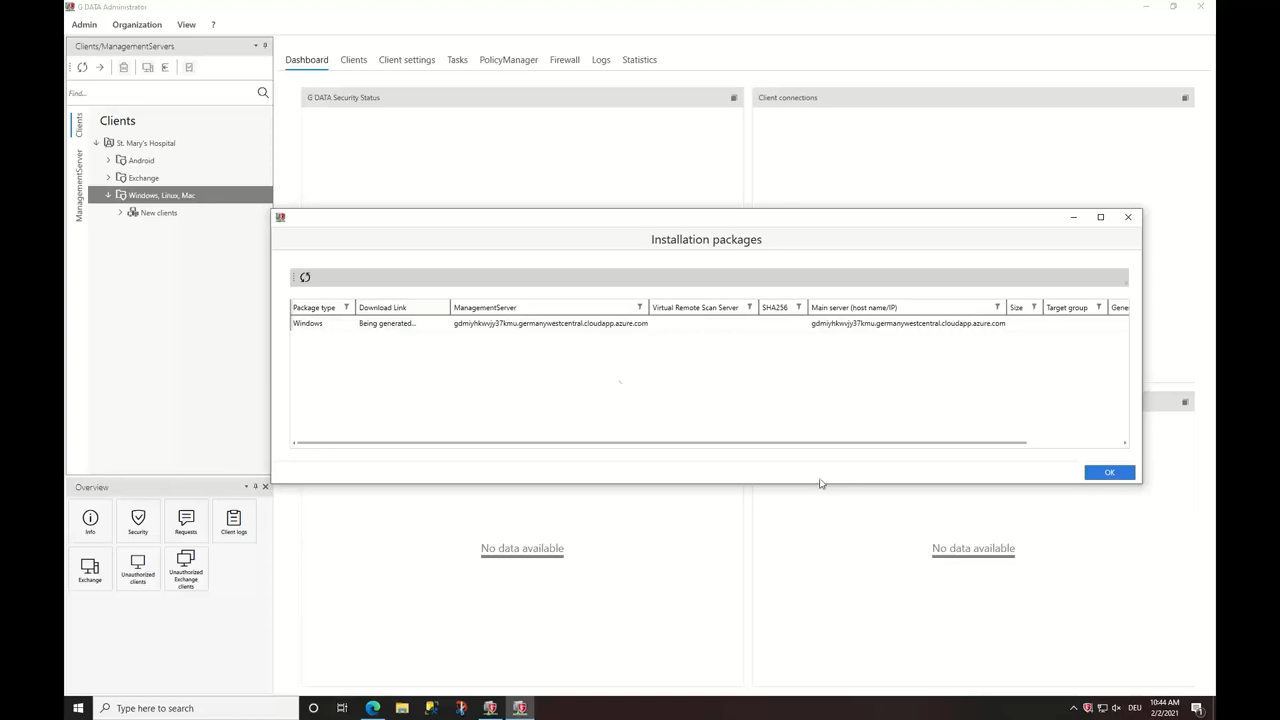 G DATA Administrator
Admin Organization View ?
Clients/ManagementServers
Find...
Clients
ManagementServer
Clients
St. Mary's Hospital
Android
Exchange
Windows, Linux, Mac
New clients
Dashboard Clients Client settings Tasks PolicyManager Firewall Logs Statistics
G DATA Security Status
Client connections
Installation packages
Package type Download Link ManagementServer Virtual Remote Scan Server SHA256 Main server (host name/IP) Size Target group Gene
Windows Being generated... gdmiyhkwvjy37kmu.germanywestcentral.cloudapp.azure.com gdmiyhkwvjy37kmu.germanywestcentral.cloudapp.azure.com
OK
No data available
No data available
Overview
Info
Security
Requests
Client logs
Exchange
Unauthorized
clients
Unauthorized
Exchange
clients
Type here to search
DEU
10:44 AM
2/2/2021
1